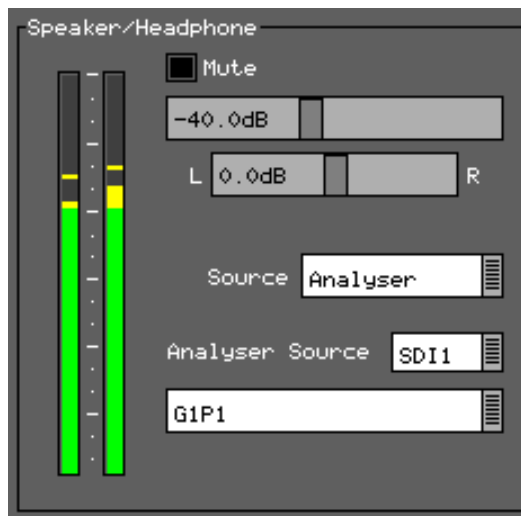 Speaker/Headphone
Mute
-40.0dB
L 0.0dB R
Source Analyser
Analyser Source SDI1
G1P1